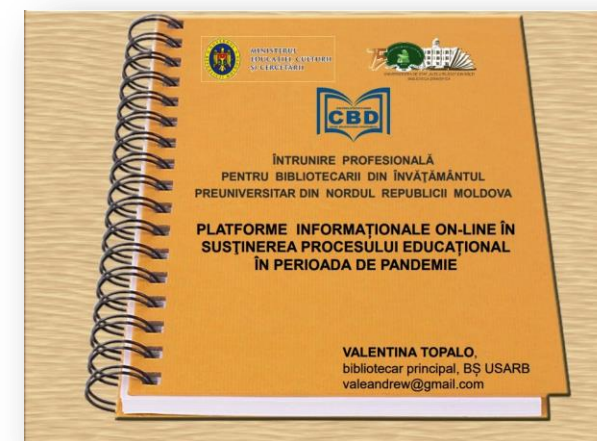 MINISTERUL
EDUCAȚIEI, CULTURII
ȘI CERCETĂRII
75
CBD
ÎNTRUNIRE PROFESIONALĂ
PENTRU BIBLIOTECARII DIN ÎNVĂȚĂMÂNTUL
PREUNIVERSITAR DIN NORDUL REPUBLICII MOLDOVA
PLATFORME INFORMAȚIONALE ON-LINE ÎN
SUSȚINEREA PROCESULUI EDUCAȚIONAL
ÎN PERIOADA DE PANDEMIE
VALENTINA TOPALO,
bibliotecar principal, BȘ USARB
valeandrew@gmail.com